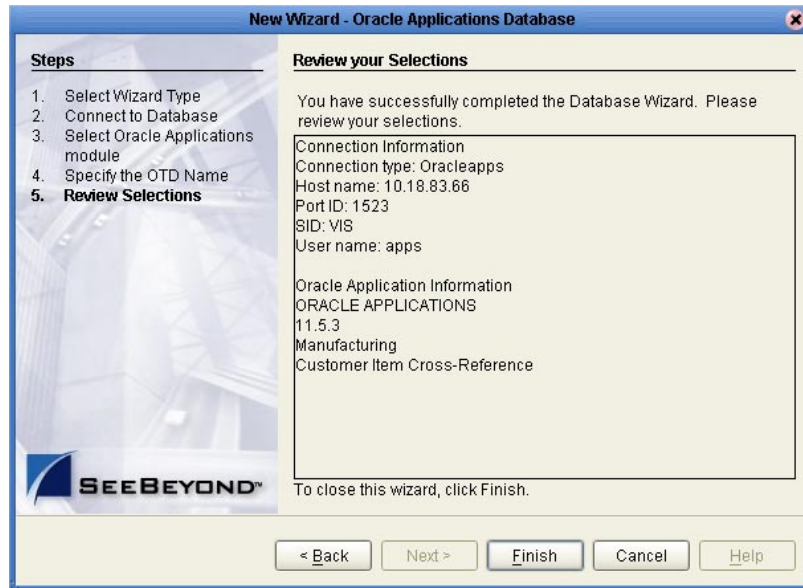 New Wizard - Oracle Applications Database
Steps
1. Select Wizard Type
2. Connect to Database
3. Select Oracle Applications
module
4. Specify the OTD Name
5. Review Selections
SEEBEYOND™
Review your Selections
You have successfully completed the Database Wizard. Please
review your selections.
Connection Information
Connection type: Oracleapps
Host name: 10.18.83.66
Port ID: 1523
SID: VIS
User name: apps
Oracle Application Information
ORACLE APPLICATIONS
11.5.3
Manufacturing
Customer Item Cross-Reference
To close this wizard, click Finish.
< Back Next > Finish Cancel Help